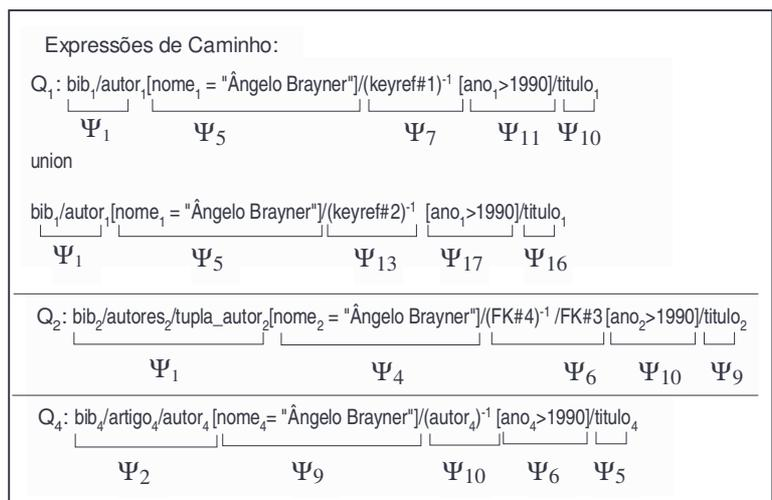 Expressões de Caminho:
Q₁: bib₁/autor₁[nome₁ = "Ângelo Brayner"]/(keyref#1)⁻¹ [ano₁>1990]/titulo₁
Ψ₁ Ψ₅ Ψ₇ Ψ₁₁ Ψ₁₀
union
bib₁/autor₁[nome₁ = "Ângelo Brayner"]/(keyref#2)⁻¹ [ano₁>1990]/titulo₁
Ψ₁ Ψ₅ Ψ₁₃ Ψ₁₇ Ψ₁₆
Q₂: bib₂/autores₂/tupla_autor₂[nome₂ = "Ângelo Brayner"]/(FK#4)⁻¹ /FK#3 [ano₂>1990]/titulo₂
Ψ₁ Ψ₄ Ψ₆ Ψ₁₀ Ψ₉
Q₄: bib₄/artigo₄/autor₄ [nome₄= "Ângelo Brayner"]/(autor₄)⁻¹ [ano₄>1990]/titulo₄
Ψ₂ Ψ₉ Ψ₁₀ Ψ₆ Ψ₅